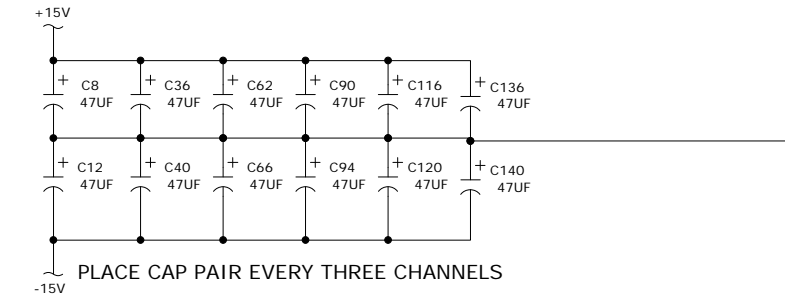 +15V
+ C8 + C36 + C62 + C90 + C116 + C136
47UF 47UF 47UF 47UF 47UF 47UF
+ C12 + C40 + C66 + C94 + C120 + C140
47UF 47UF 47UF 47UF 47UF 47UF
PLACE CAP PAIR EVERY THREE CHANNELS
-15V